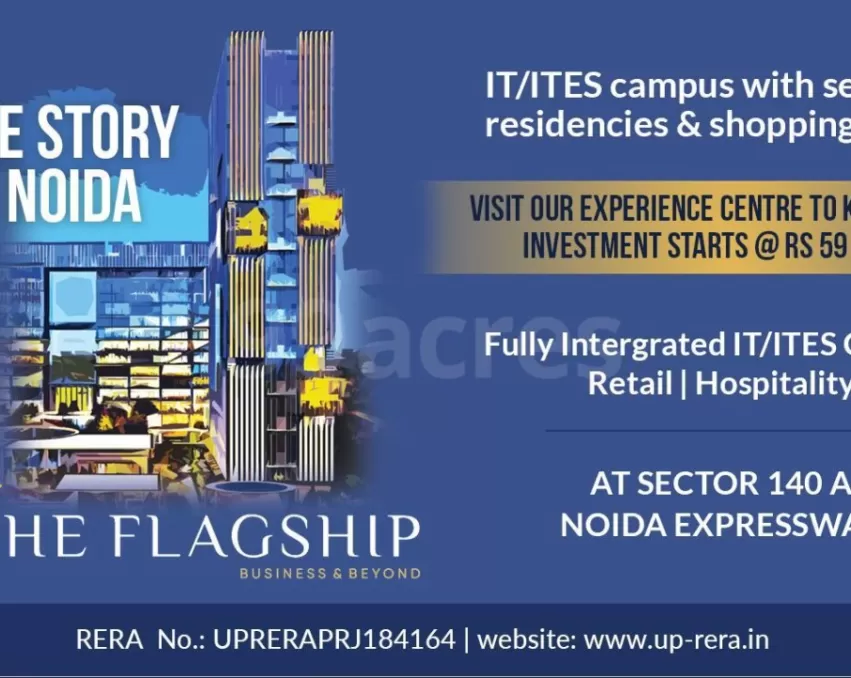 E STORY
NOIDA
IT/ITES campus with se
residencies & shopping
VISIT OUR EXPERIENCE CENTRE TO K
INVESTMENT STARTS @ RS 59
99acres
Fully Intergrated IT/ITES C
Retail | Hospitality
AT SECTOR 140 A
NOIDA EXPRESSWA
HE FLAGSHIP
BUSINESS & BEYOND
RERA No.: UPRERAPRJ184164 | website: www.up-rera.in